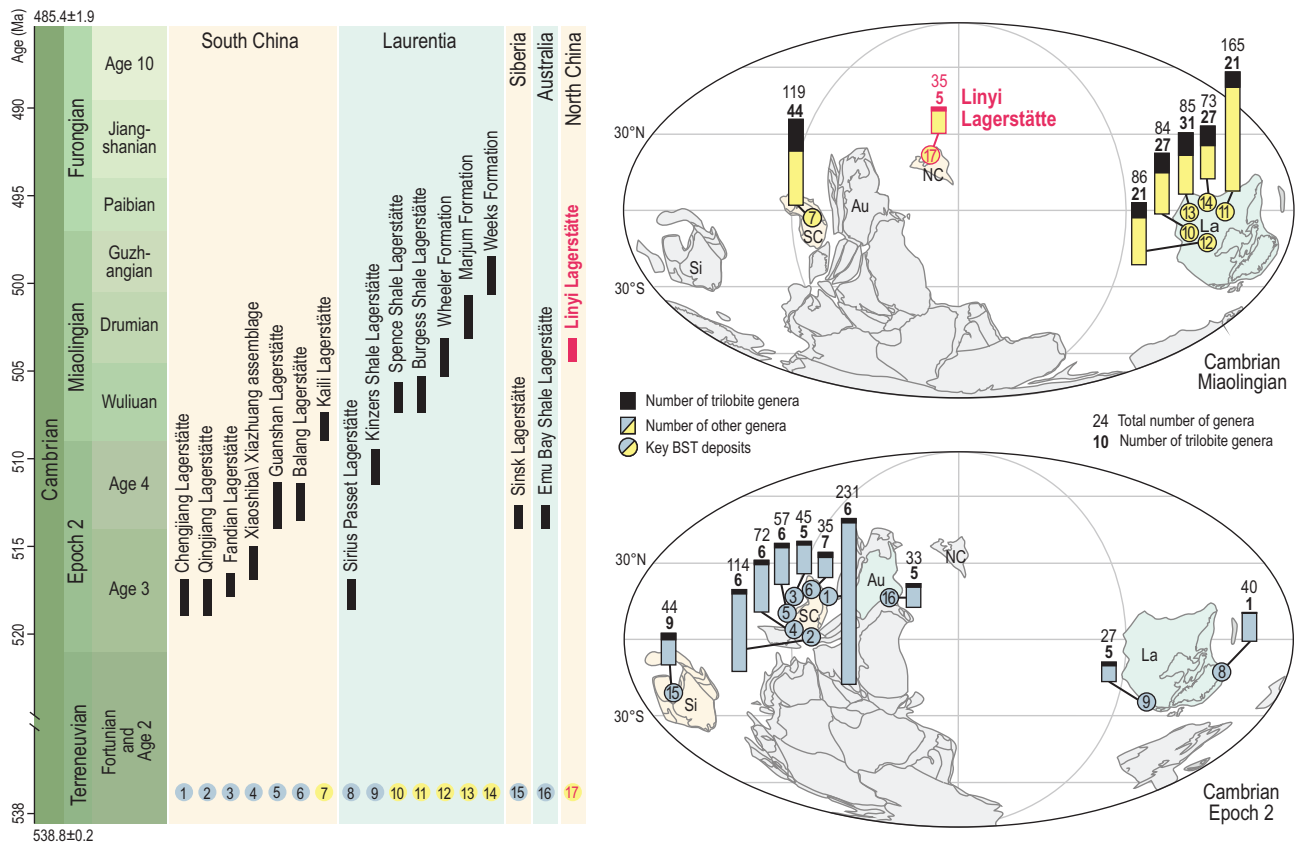 485.4±1.9
Age (Ma)
490
495
500
505
510
515
520
538
538.8±0.2
Cambrian
Furongian
Miaolingian
Epoch 2
Terreneuvian
Age 10
Jiang-
shanian
Paibian
Guzh-
angian
Drumian
Wuliuan
Age 4
Age 3
Fortunian
and
Age 2
South China
Laurentia
Siberia
Australia
North China
Chengjiang Lagerstätte
Qingjiang Lagerstätte
Fandian Lagerstätte
Xiaoshiba\ Xiazhuang assemblage
Guanshan Lagerstätte
Balang Lagerstätte
Kaili Lagerstätte
Sirius Passet Lagerstätte
Kinzers Shale Lagerstätte
Spence Shale Lagerstätte
Burgess Shale Lagerstätte
Wheeler Formation
Marjum Formation
Weeks Formation
Sinsk Lagerstätte
Emu Bay Shale Lagerstätte
Linyi Lagerstätte
1 2 3 4 5 6 7 8 9 10 11 12 13 14 15 16 17
30°N
30°S
119
44
7
SC
Si
Au
35
5
Linyi
Lagerstätte
17
NC
86
21
84
27
85
31
73
27
165
21
13
14
11
10
La
12
Cambrian
Miaolingian
Number of trilobite genera
Number of other genera
Key BST deposits
24 Total number of genera
10 Number of trilobite genera
30°N
30°S
44
9
15
Si
114
6
72
6
57
6
45
5
35
7
231
6
3
6
1
5
SC
4
2
Au
16
33
5
NC
27
5
9
La
40
1
8
Cambrian
Epoch 2